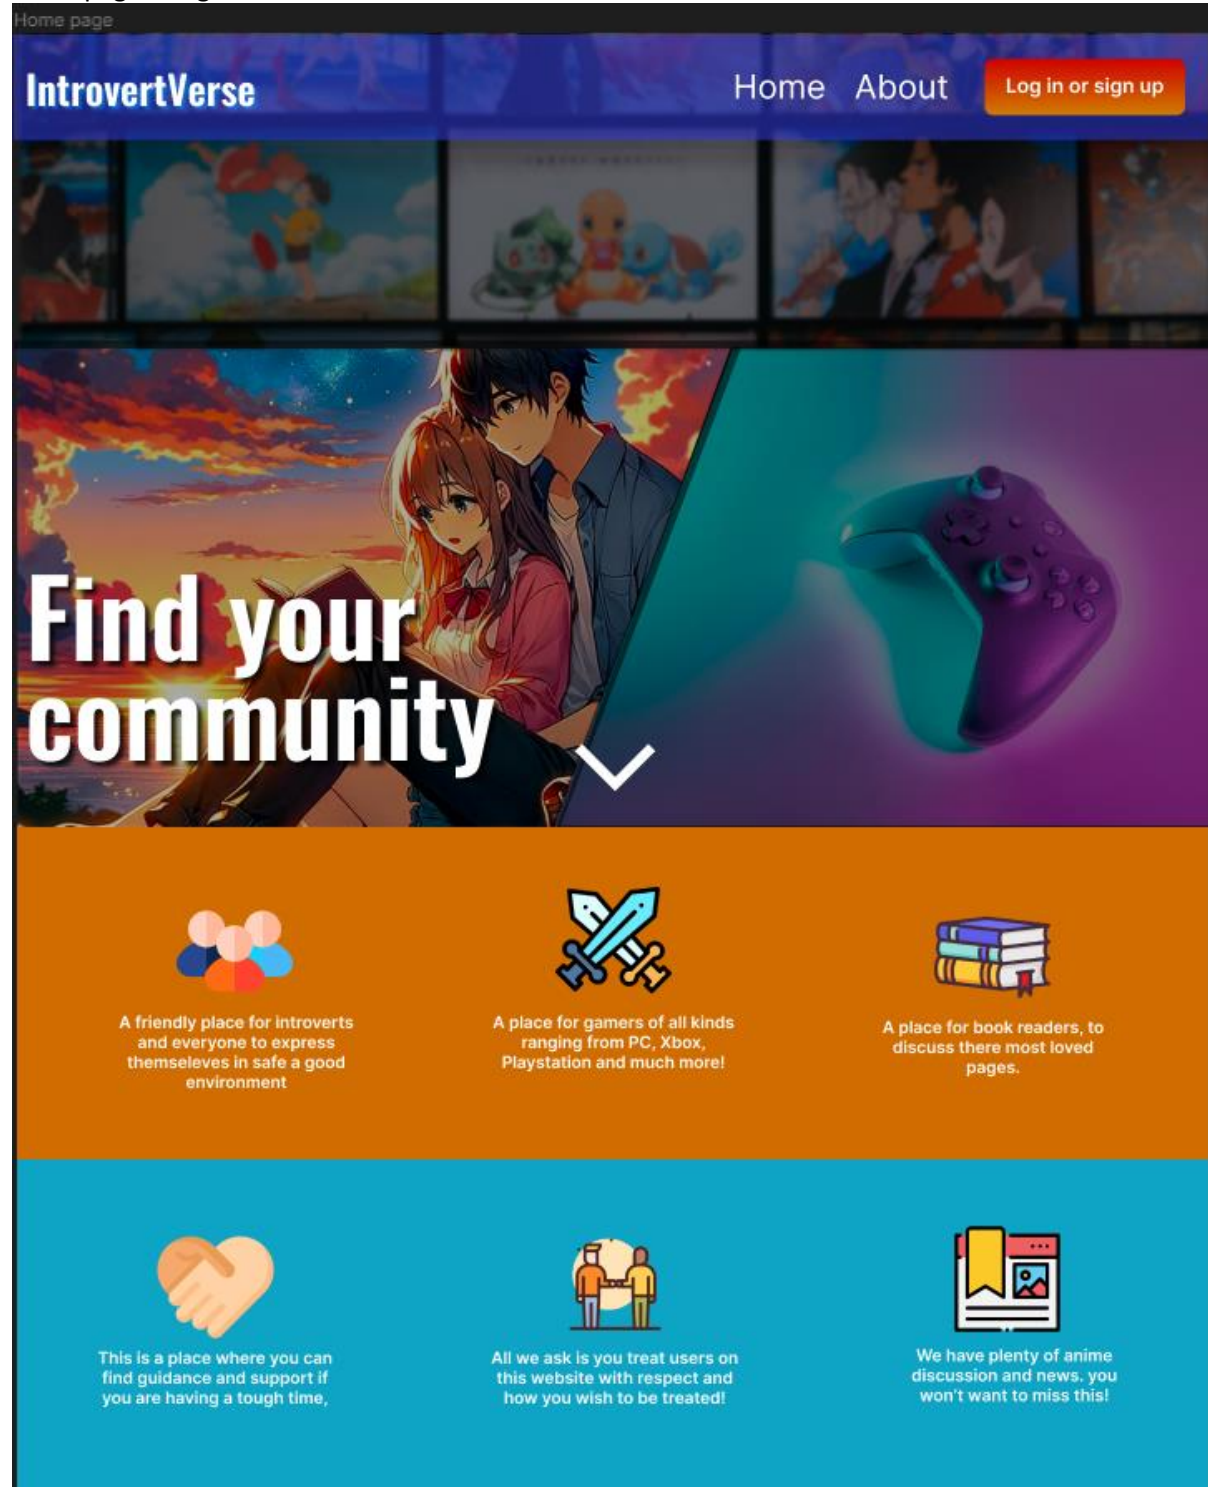 Home page
IntrovertVerse
Home About Log in or sign up
Find your
community
A friendly place for introverts
and everyone to express
themseleves in safe a good
environment
A place for gamers of all kinds
ranging from PC, Xbox,
Playstation and much more!
A place for book readers, to
discuss there most loved
pages.
This is a place where you can
find guidance and support if
you are having a tough time,
All we ask is you treat users on
this website with respect and
how you wish to be treated!
We have plenty of anime
discussion and news. you
won't want to miss this!